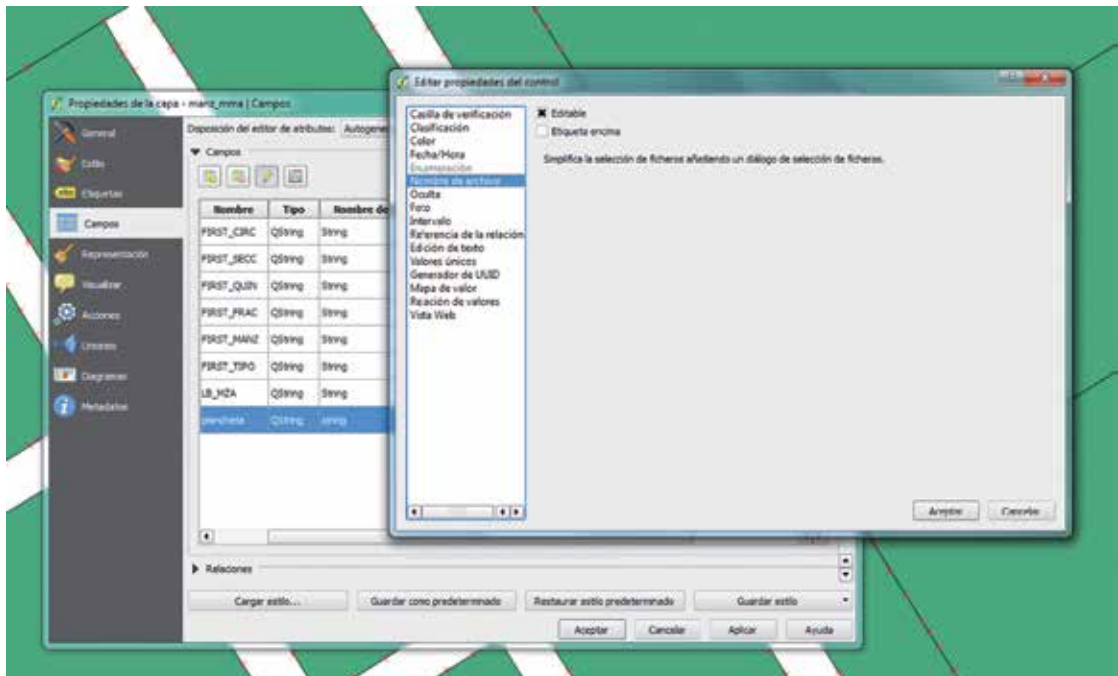 Editar propiedades del control
Propiedades de la capa - manz_mma | Campos
General
Estilo
Etiquetas
Campos
Representación
Visualizar
Acciones
Uniones
Diagramas
Metadatos
Disposición del editor de atributos: Autogene
Campos
Nombre Tipo Nombre de
FIRST_CIRC QString String
FIRST_SECC QString String
FIRST_QUIN QString String
FIRST_FRAC QString String
FIRST_MANZ QString String
FIRST_TIPO QString String
LB_MZA QString String
plancheta QString string
Relaciones
Cargar estilo... Guardar como predeterminado Restaurar estilo predeterminado Guardar estilo
Aceptar Cancelar Aplicar Ayuda
Casilla de verificación
Clasificación
Color
Fecha/Hora
Enumeración
Nombre de archivo
Oculta
Foto
Intervalo
Referencia de la relación
Edición de texto
Valores únicos
Generador de UUID
Mapa de valor
Reación de valores
Vista Web
Editable
Etiqueta encima
Simplifica la selección de ficheros añadiendo un diálogo de selección de ficheros.
Aceptar Cancelar